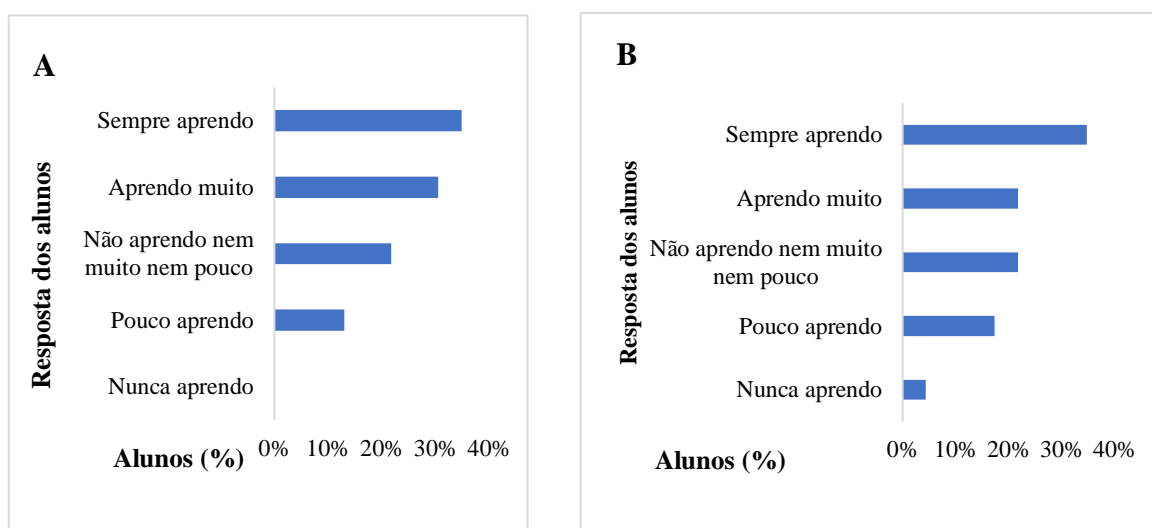 A
Resposta dos alunos
Sempre aprendo
Aprendo muito
Não aprendo nem
muito nem pouco
Pouco aprendo
Nunca aprendo
0% 10% 20% 30% 40%
Alunos (%)
B
Resposta dos alunos
Sempre aprendo
Aprendo muito
Não aprendo nem muito
nem pouco
Pouco aprendo
Nunca aprendo
0% 10% 20% 30% 40%
Alunos (%)